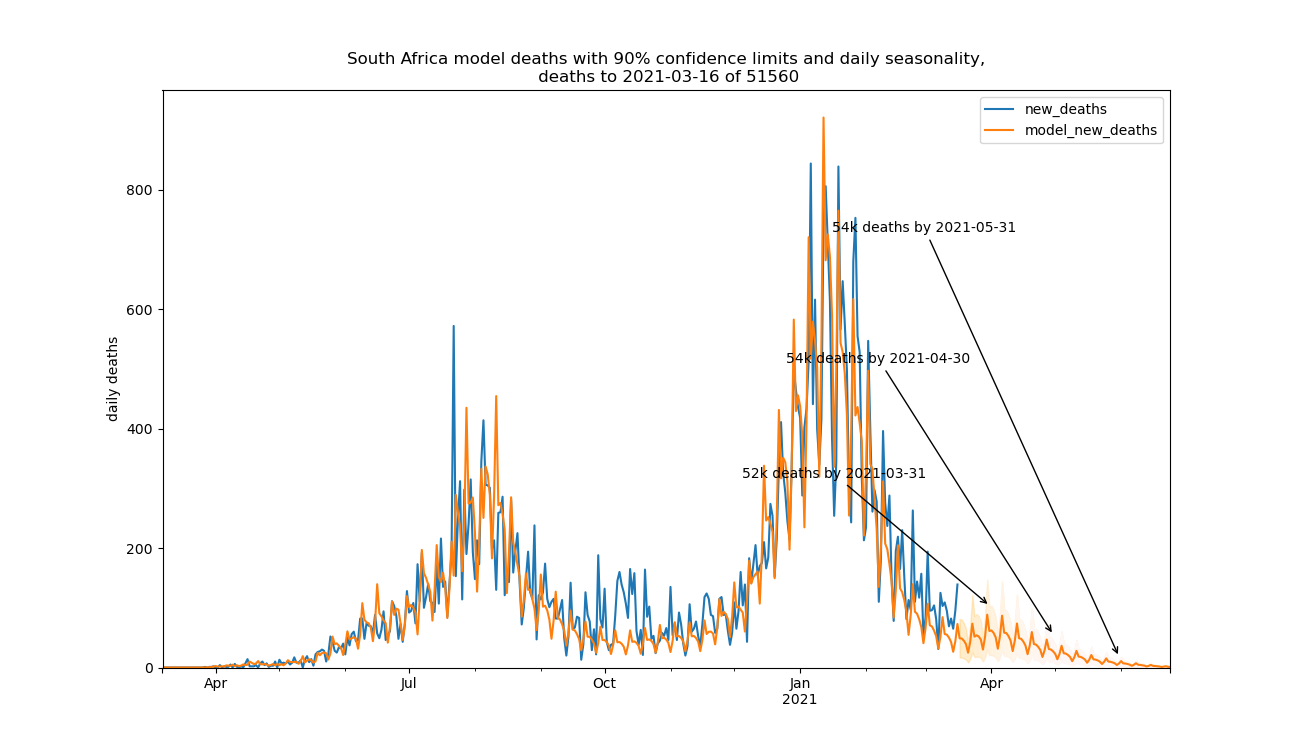 South Africa model deaths with 90% confidence limits and daily seasonality,
deaths to 2021-03-16 of 51560
new_deaths
model_new_deaths
800
600
400
200
0
daily deaths
54k deaths by 2021-05-31
54k deaths by 2021-04-30
52k deaths by 2021-03-31
Apr
Jul
Oct
Jan
2021
Apr